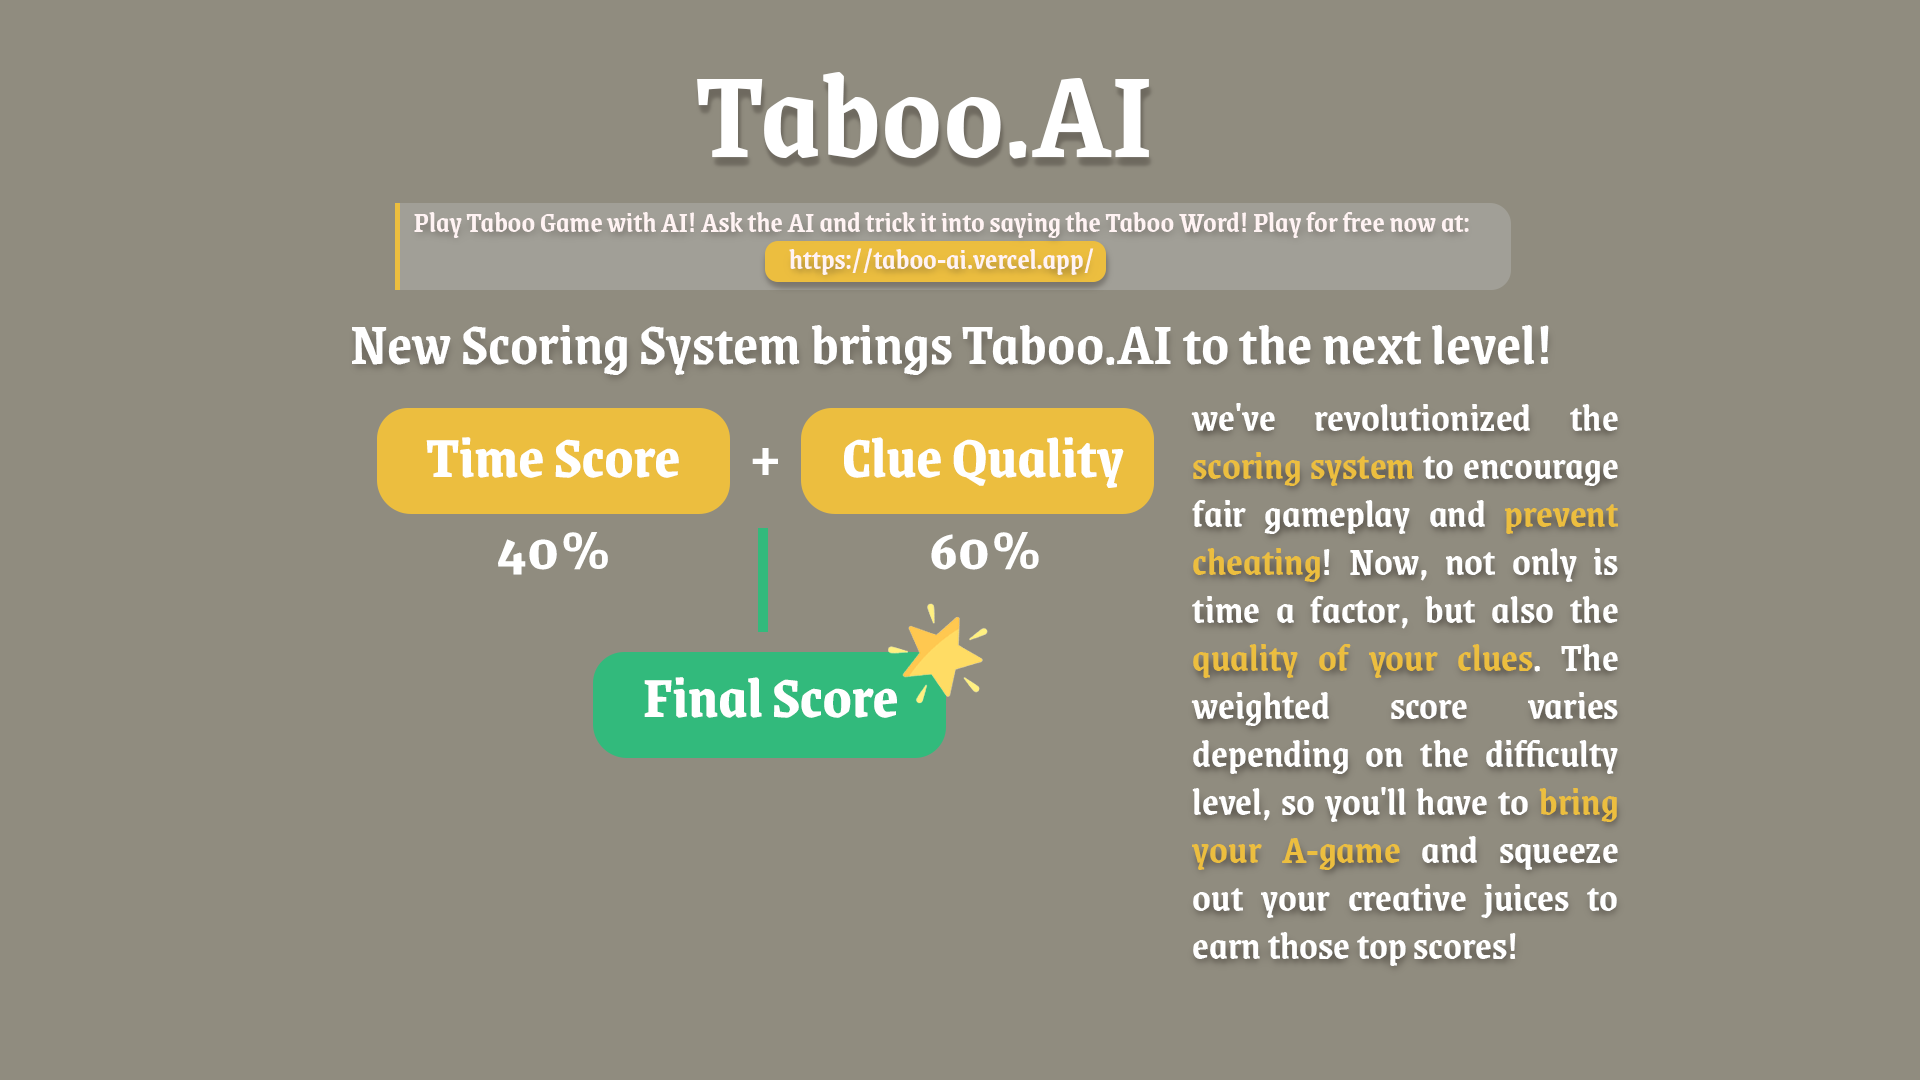 Taboo.AI
Play Taboo Game with AI! Ask the AI and trick it into saying the Taboo Word! Play for free now at:
https://taboo-ai.vercel.app/
New Scoring System brings Taboo.AI to the next level!
Time Score + Clue Quality
40% 60%
Final Score
we've revolutionized the
scoring system to encourage
fair gameplay and prevent
cheating! Now, not only is
time a factor, but also the
quality of your clues. The
weighted score varies
depending on the difficulty
level, so you'll have to bring
your A-game and squeeze
out your creative juices to
earn those top scores!